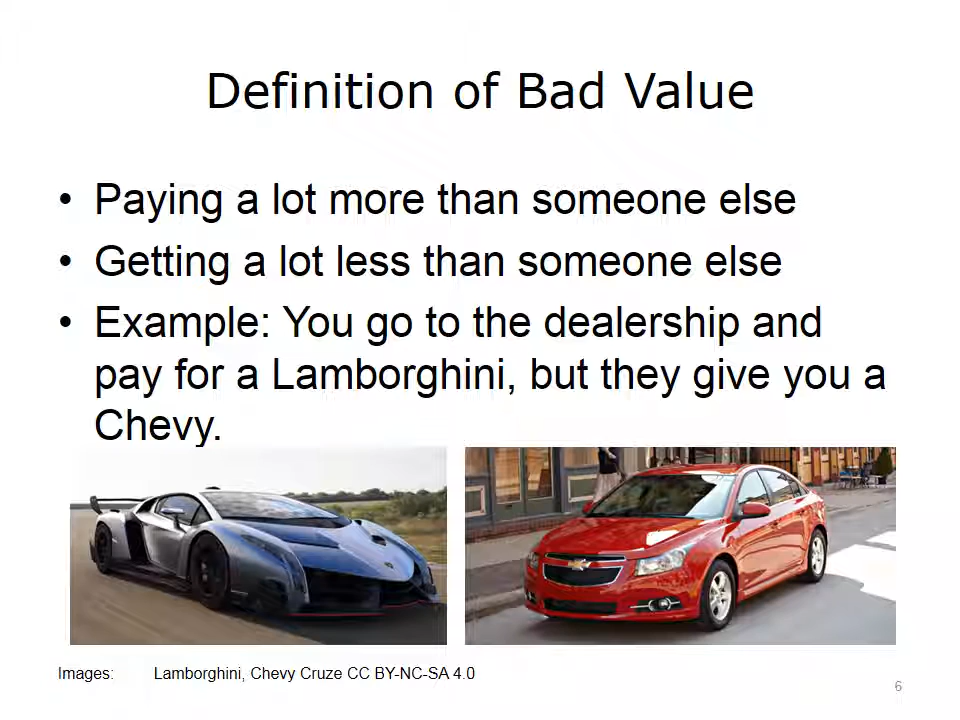 Definition of Bad Value
• Paying a lot more than someone else
• Getting a lot less than someone else
• Example: You go to the dealership and
pay for a Lamborghini, but they give you a
Chevy.
Images: Lamborghini, Chevy Cruze CC BY-NC-SA 4.0
6